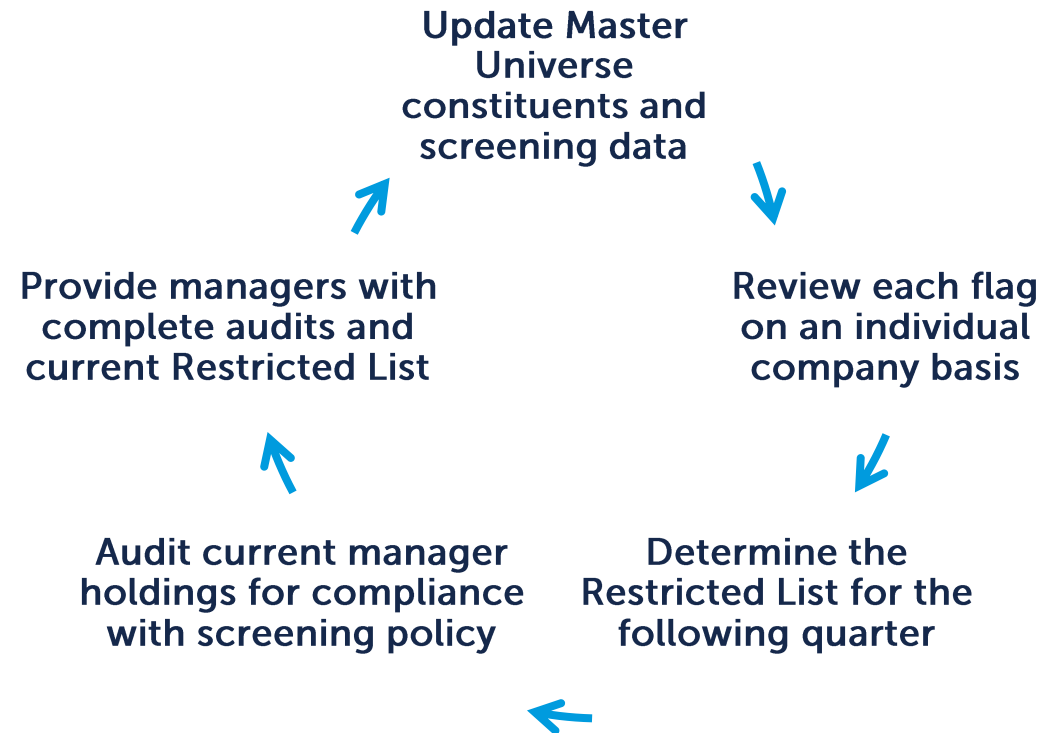 Update Master
Universe
constituents and
screening data
Review each flag
on an individual
company basis
Determine the
Restricted List for the
following quarter
Audit current manager
holdings for compliance
with screening policy
Provide managers with
complete audits and
current Restricted List